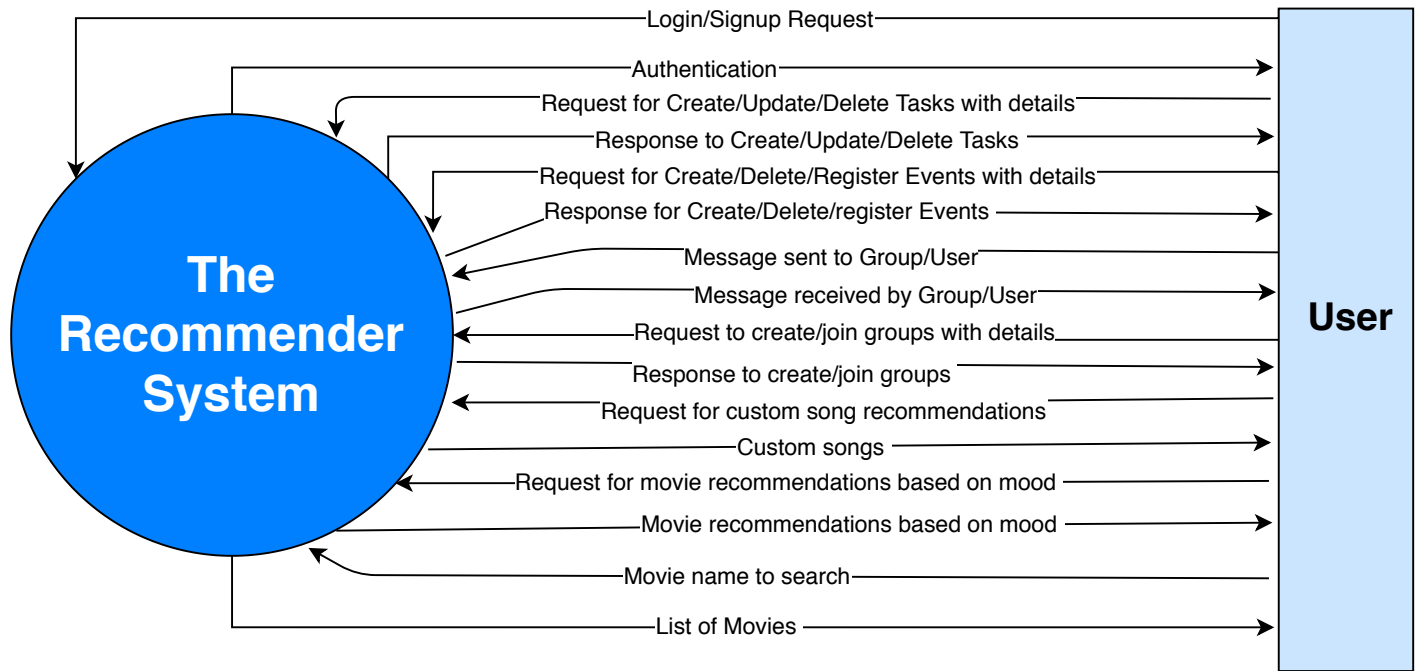 Login/Signup Request
Authentication
Request for Create/Update/Delete Tasks with details
Response to Create/Update/Delete Tasks
Request for Create/Delete/Register Events with details
Response for Create/Delete/register Events
Message sent to Group/User
Message received by Group/User
Request to create/join groups with details
Response to create/join groups
Request for custom song recommendations
Custom songs
Request for movie recommendations based on mood
Movie recommendations based on mood
Movie name to search
List of Movies
The
Recommender
System
User